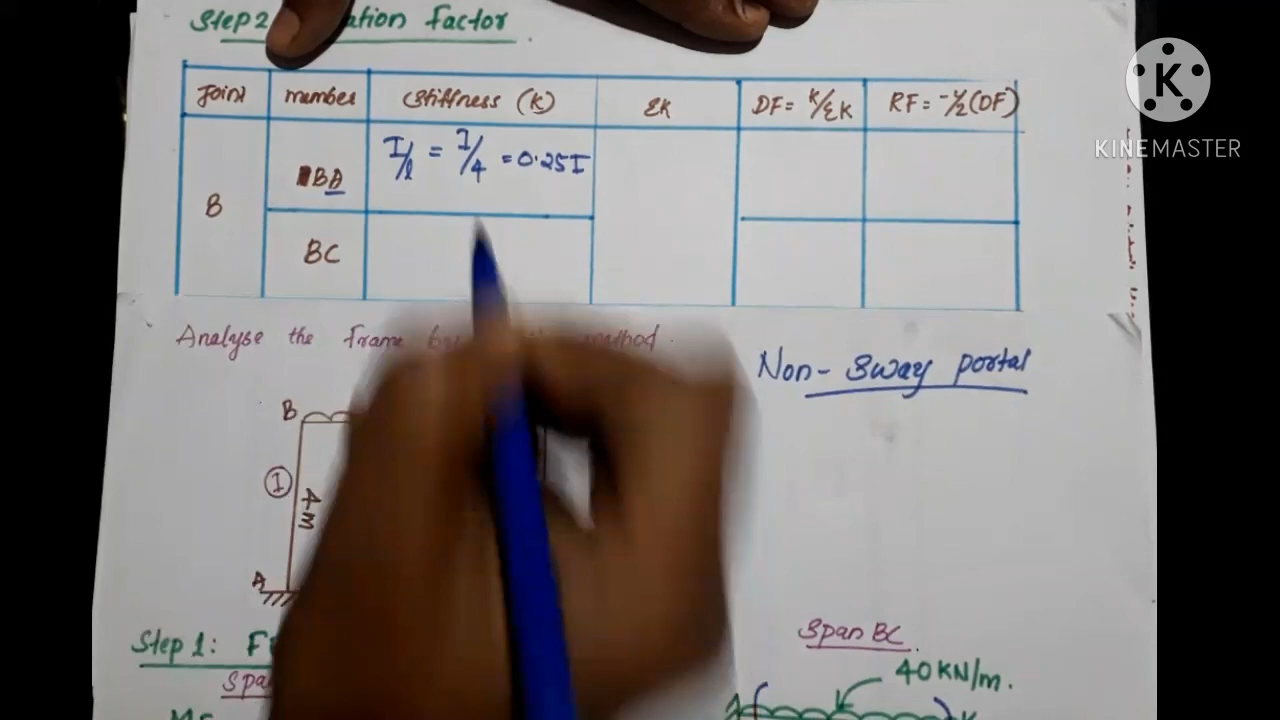 Step 2 ation Factor
Joint member Stiffness (K) ΣK DF = K/ΣK RF = -1/2(DF)
B BA I/l = I/4 = 0.25I
BC
Analyse the frame method.
Non-Sway portal
B
I
4M
A
Step 1: F
Span BC
40 KN/m.
K
KINEMASTER